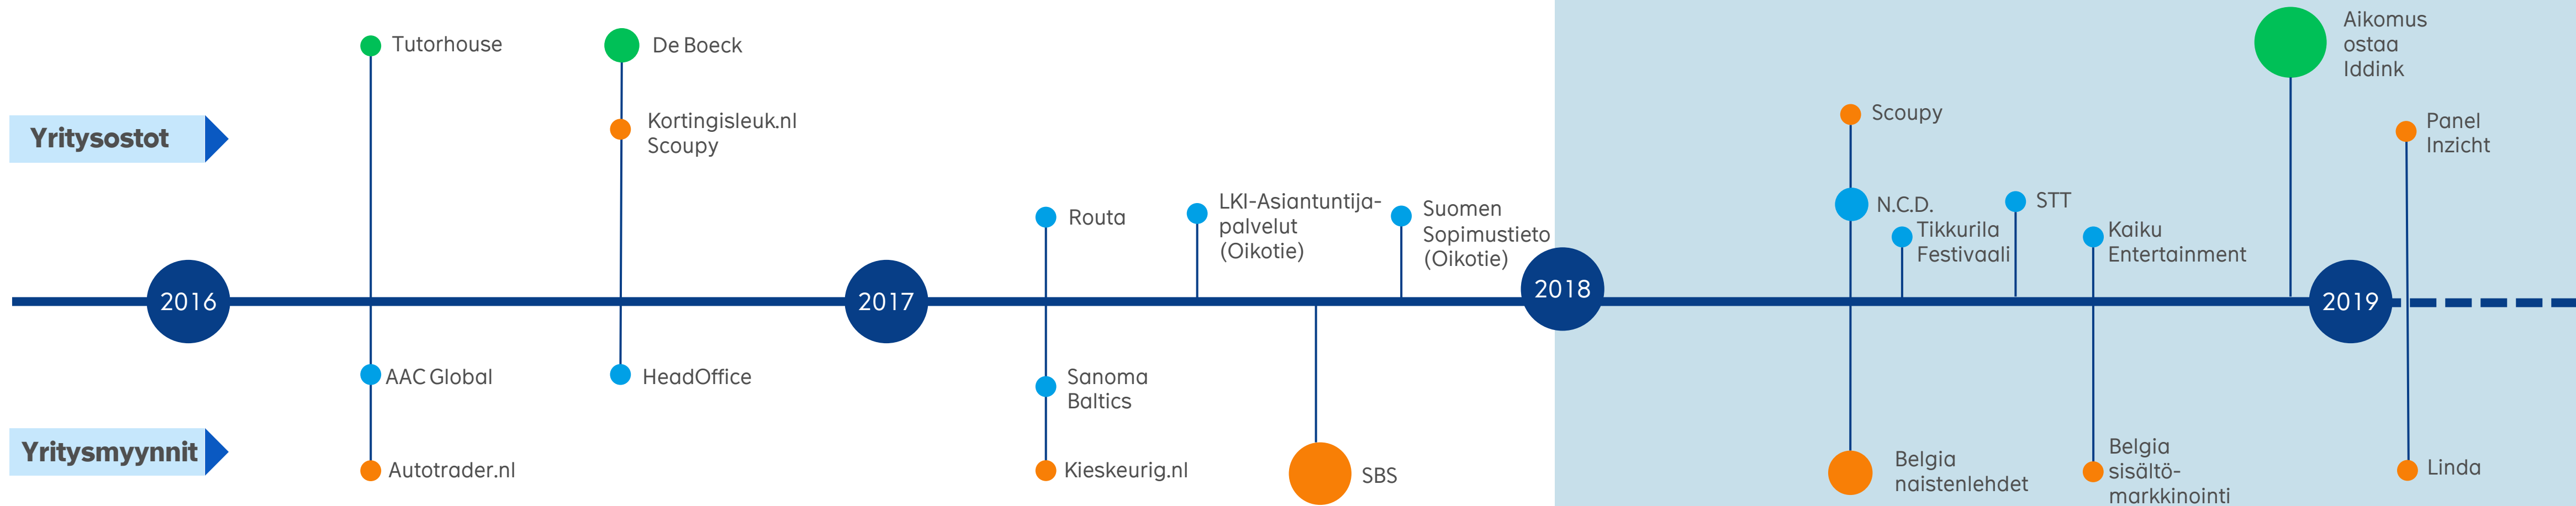 Yritysostot
Tutorhouse
De Boeck
Kortingisleuk.nl
Scoupy
Routa
LKI-Asiantuntija-
palvelut
(Oikotie)
Suomen
Sopimustieto
(Oikotie)
Scoupy
N.C.D.
Tikkurila
Festivaali
STT
Kaiku
Entertainment
Aikomus
ostaa
Iddink
Panel
Inzicht
2016
2017
2018
2019
Yritysmyynnit
AAC Global
Autotrader.nl
HeadOffice
Sanoma
Baltics
Kieskeurig.nl
SBS
Belgia
naistenlehdet
Belgia
sisältö-
markkinointi
Linda